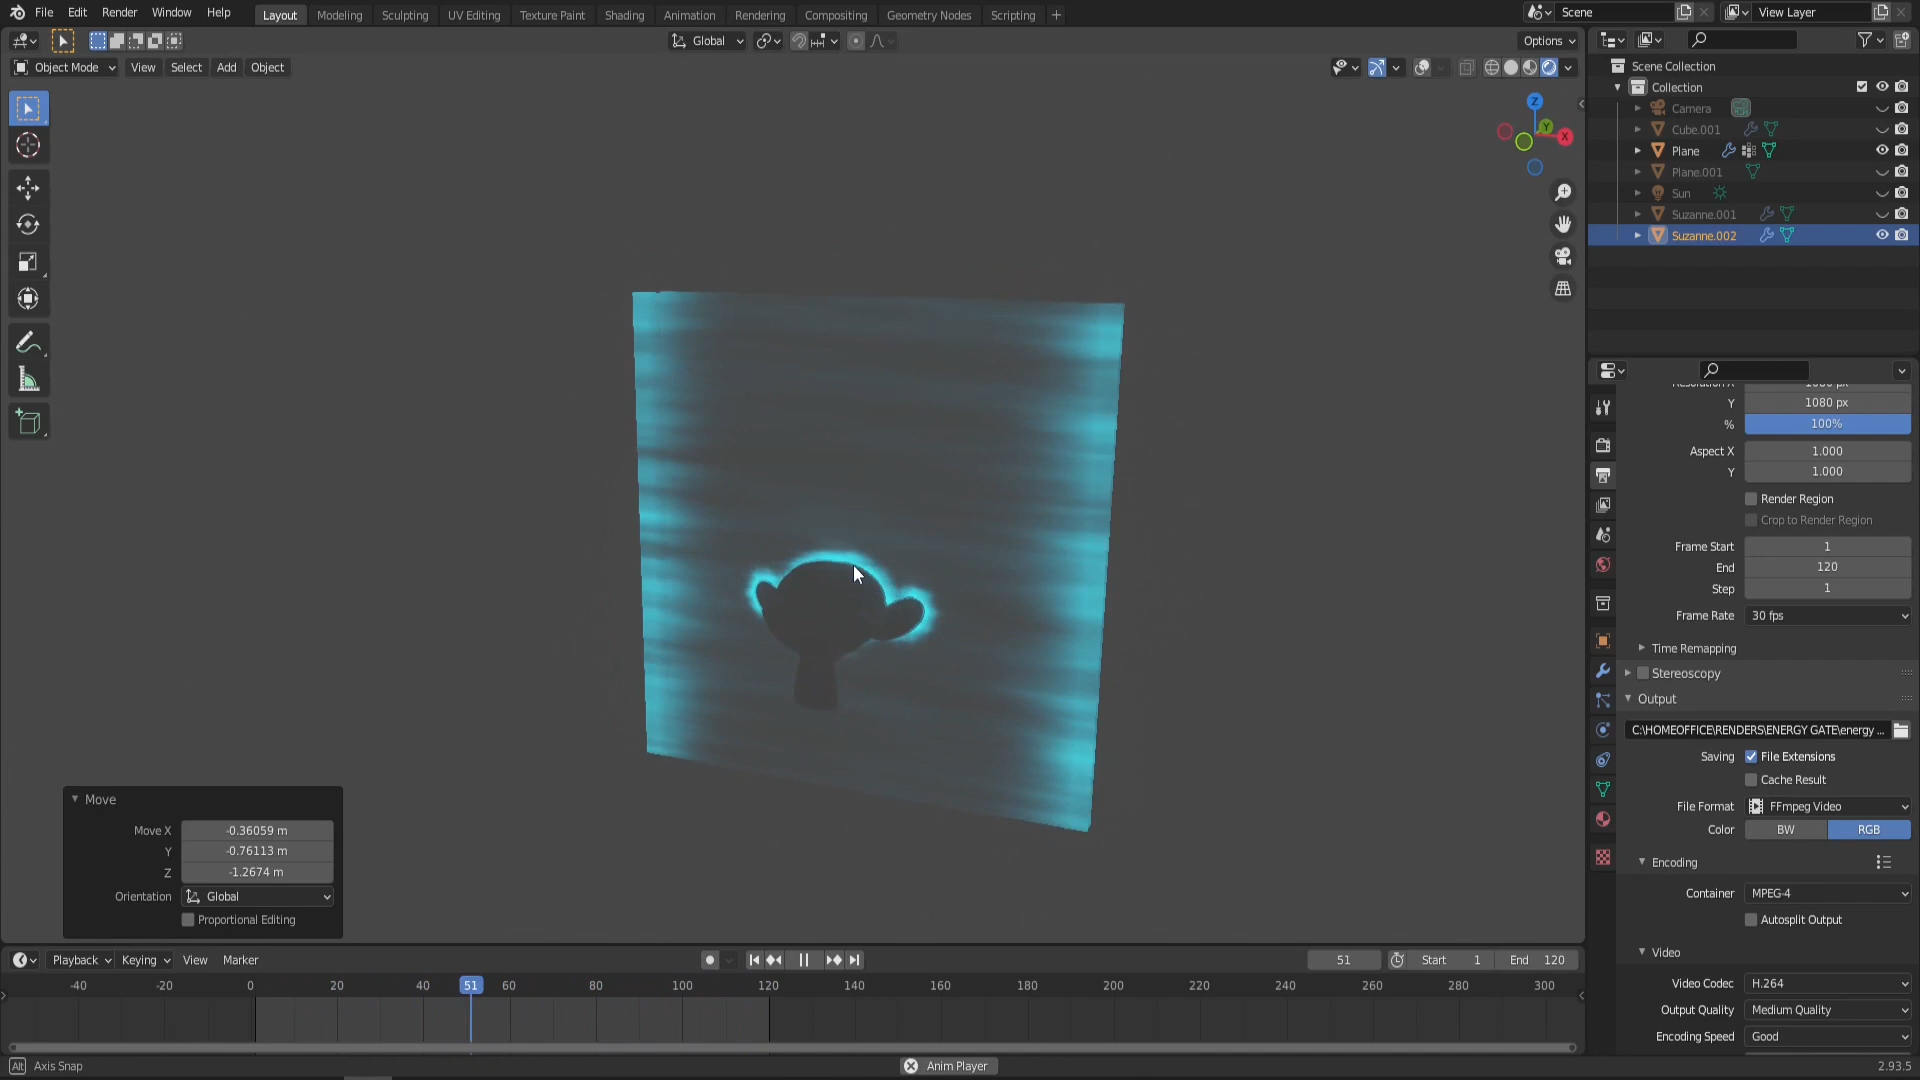 File Edit Render Window Help Layout Modeling Sculpting UV Editing Texture Paint Shading Animation Rendering Compositing Geometry Nodes Scripting + Scene View Layer
Global Options
Object Mode View Select Add Object
Scene Collection
Collection
Camera
Cube.001
Plane
Plane.001
Sun
Suzanne.001
Suzanne.002
Z
Y
X
Y 1080 px
% 100%
Aspect X 1.000
Y 1.000
Render Region
Crop to Render Region
Frame Start 1
End 120
Step 1
Frame Rate 30 fps
Time Remapping
Stereoscopy
Output
C:\HOMEOFFICE\RENDERS\ENERGY GATE\energy ...
Saving File Extensions
Cache Result
File Format FFmpeg Video
Color BW RGB
Encoding
Container MPEG-4
Autosplit Output
Video
Video Codec H.264
Output Quality Medium Quality
Encoding Speed Good
Move
Move X -0.36059 m
Y -0.76113 m
Z -1.2674 m
Orientation Global
Proportional Editing
Playback Keying View Marker 51 Start 1 End 120
-40 -20 0 20 40 51 60 80 100 120 140 160 180 200 220 240 260 280 300
Alt Axis Snap Anim Player 2.93.5